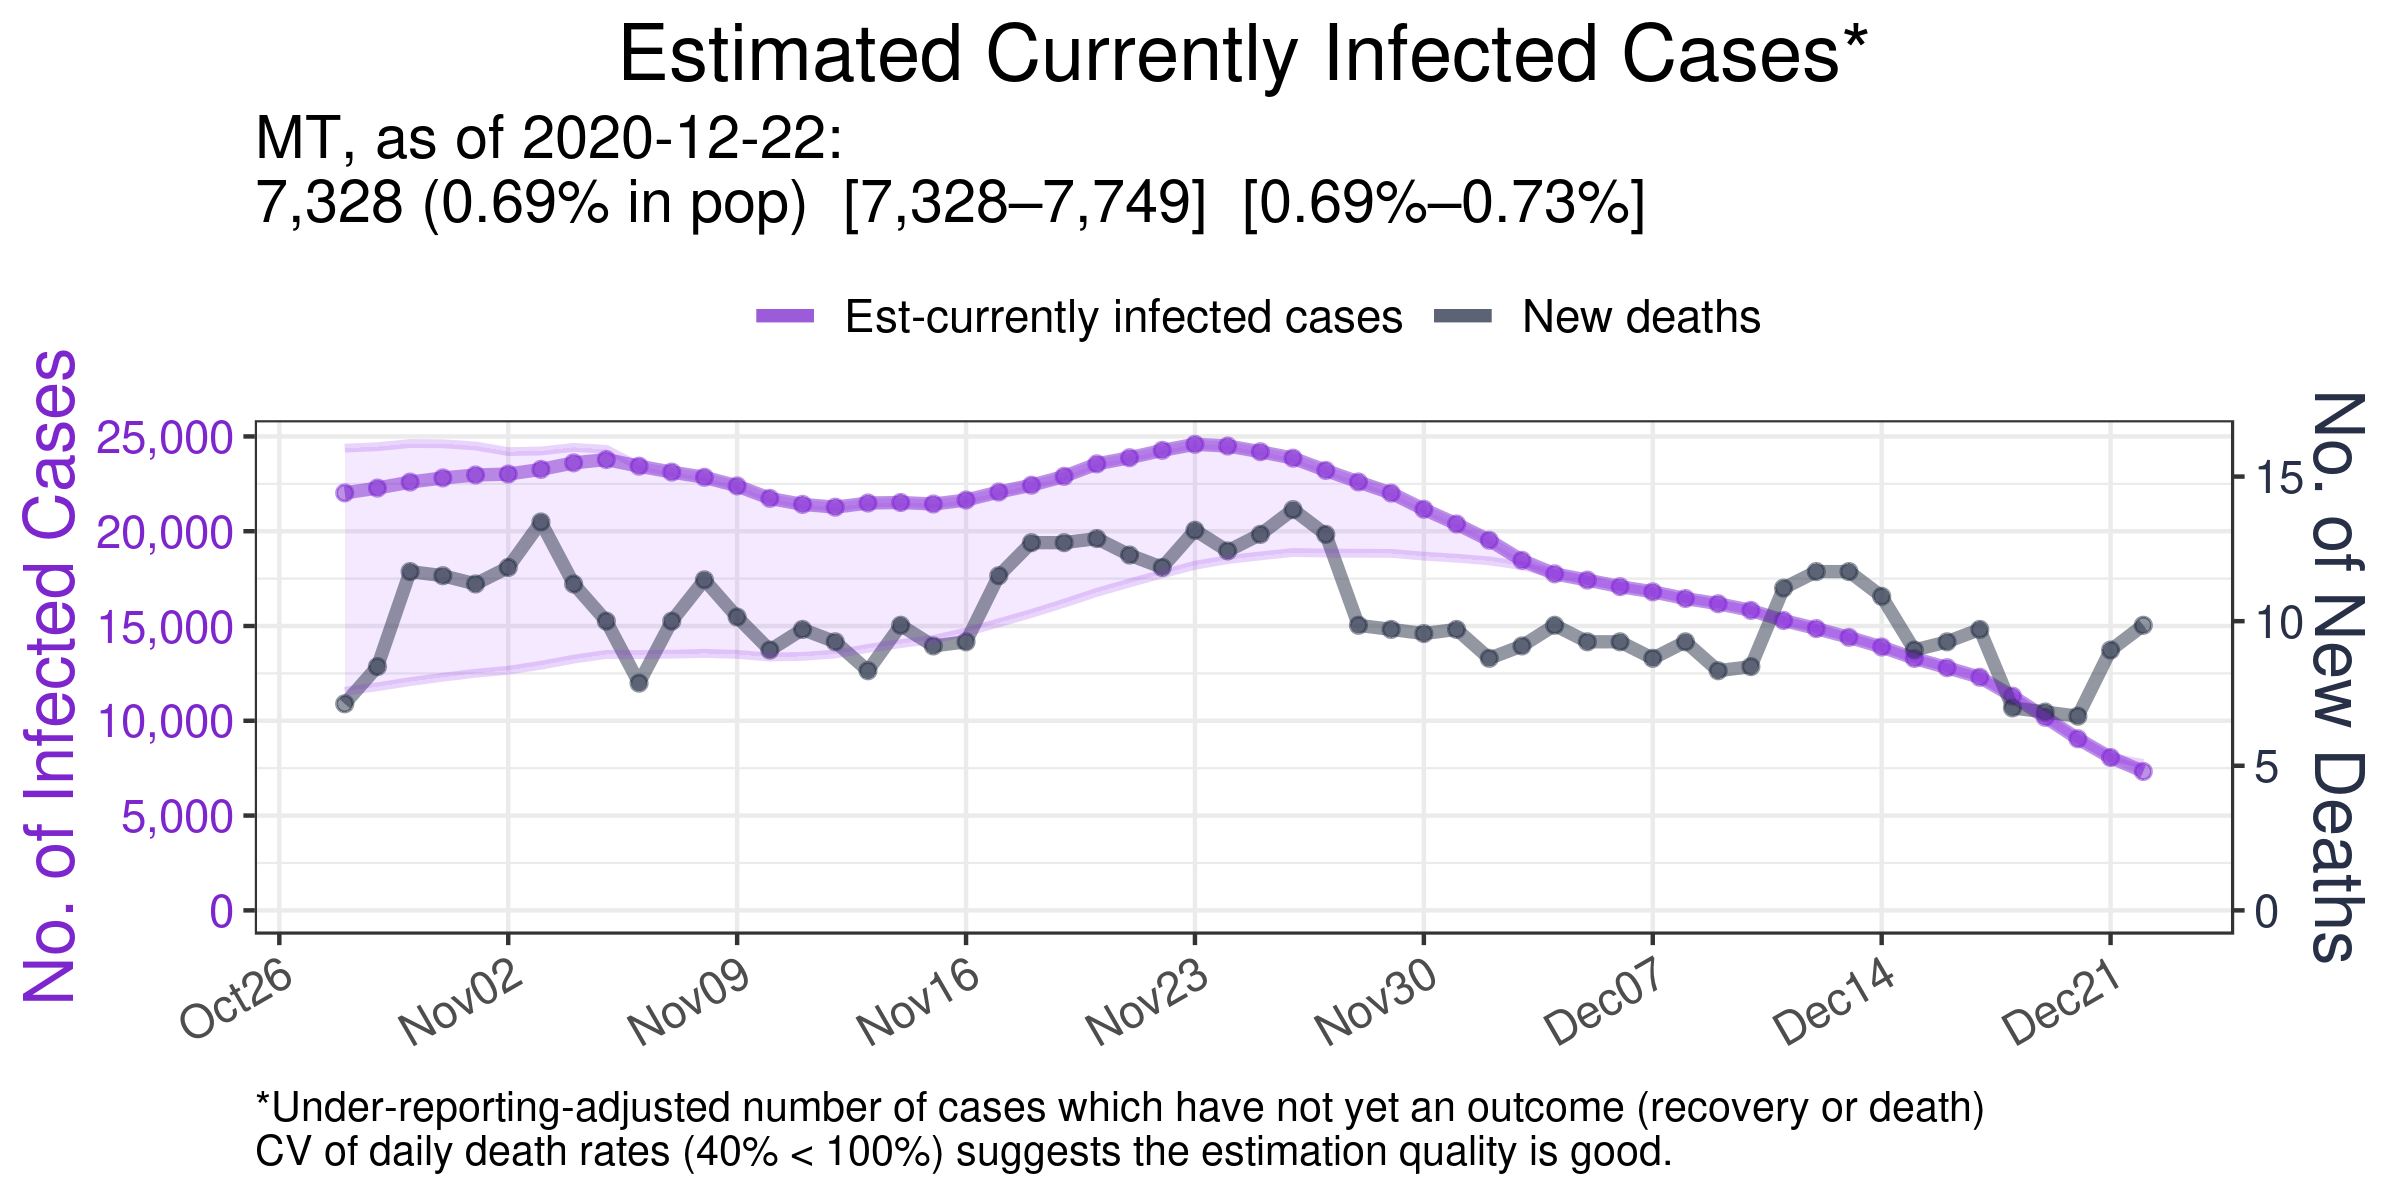 Estimated Currently Infected Cases*
MT, as of 2020-12-22:
7,328 (0.69% in pop)  [7,328–7,749]  [0.69%–0.73%]
Est-currently infected cases
New deaths
No. of Infected Cases
25,000
20,000
15,000
10,000
5,000
0
15
10
5
0
No. of New Deaths
Oct26
Nov02
Nov09
Nov16
Nov23
Nov30
Dec07
Dec14
Dec21
*Under-reporting-adjusted number of cases which have not yet an outcome (recovery or death)
CV of daily death rates (40% < 100%) suggests the estimation quality is good.